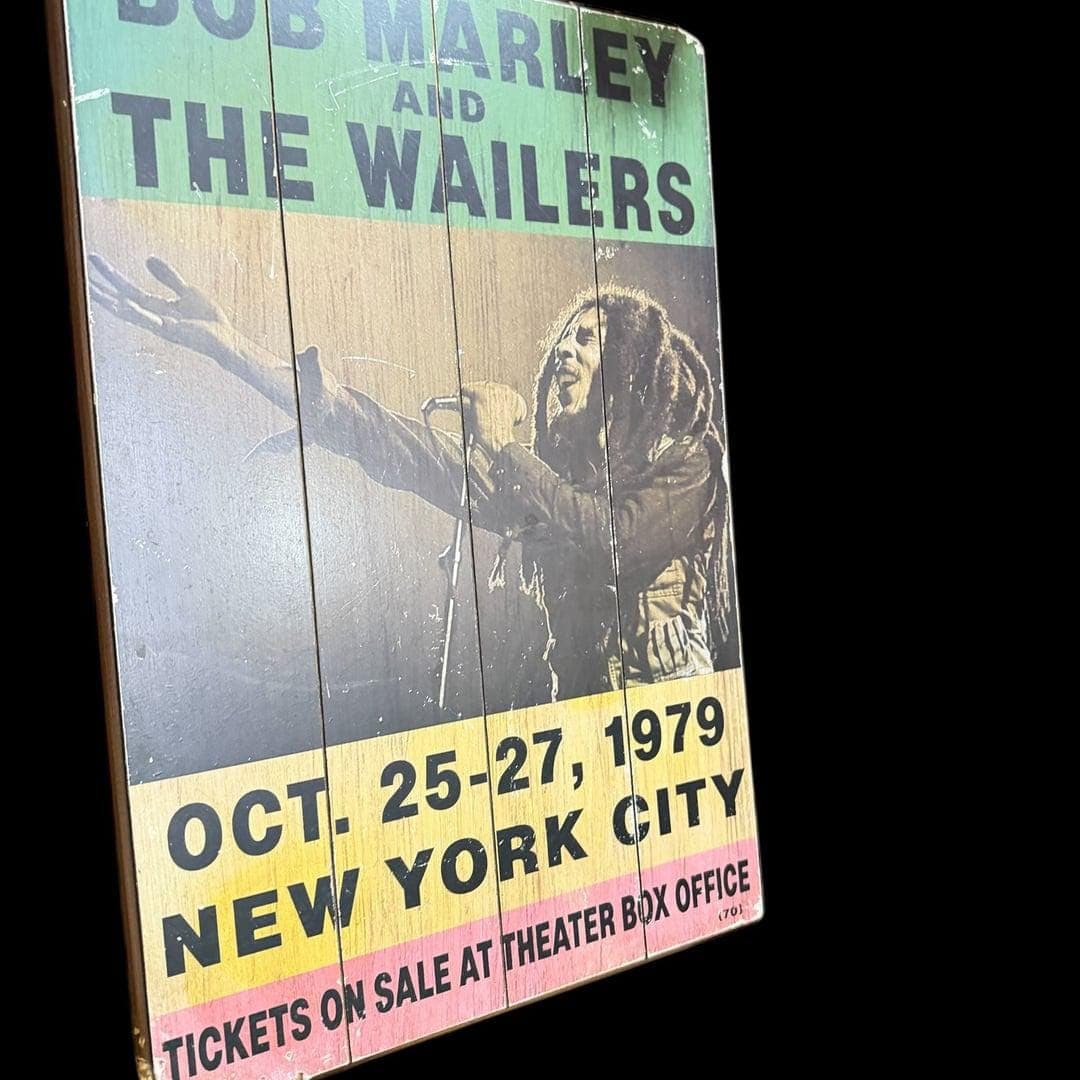 BOB MARLEY
AND
THE WAILERS
OCT. 25-27, 1979
NEW YORK CITY
TICKETS ON SALE AT THEATER BOX OFFICE
(70)